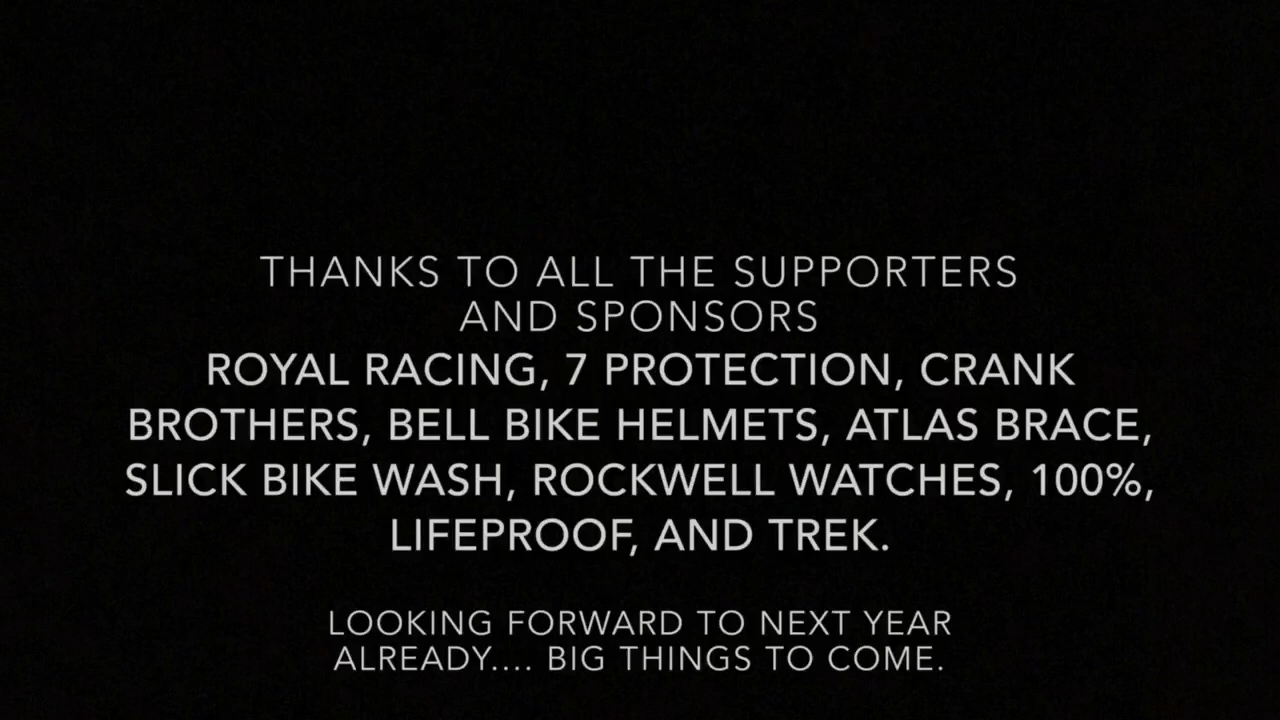 THANKS TO ALL THE SUPPORTERS
AND SPONSORS
ROYAL RACING, 7 PROTECTION, CRANK
BROTHERS, BELL BIKE HELMETS, ATLAS BRACE,
SLICK BIKE WASH, ROCKWELL WATCHES, 100%,
LIFEPROOF, AND TREK.
LOOKING FORWARD TO NEXT YEAR
ALREADY.... BIG THINGS TO COME.